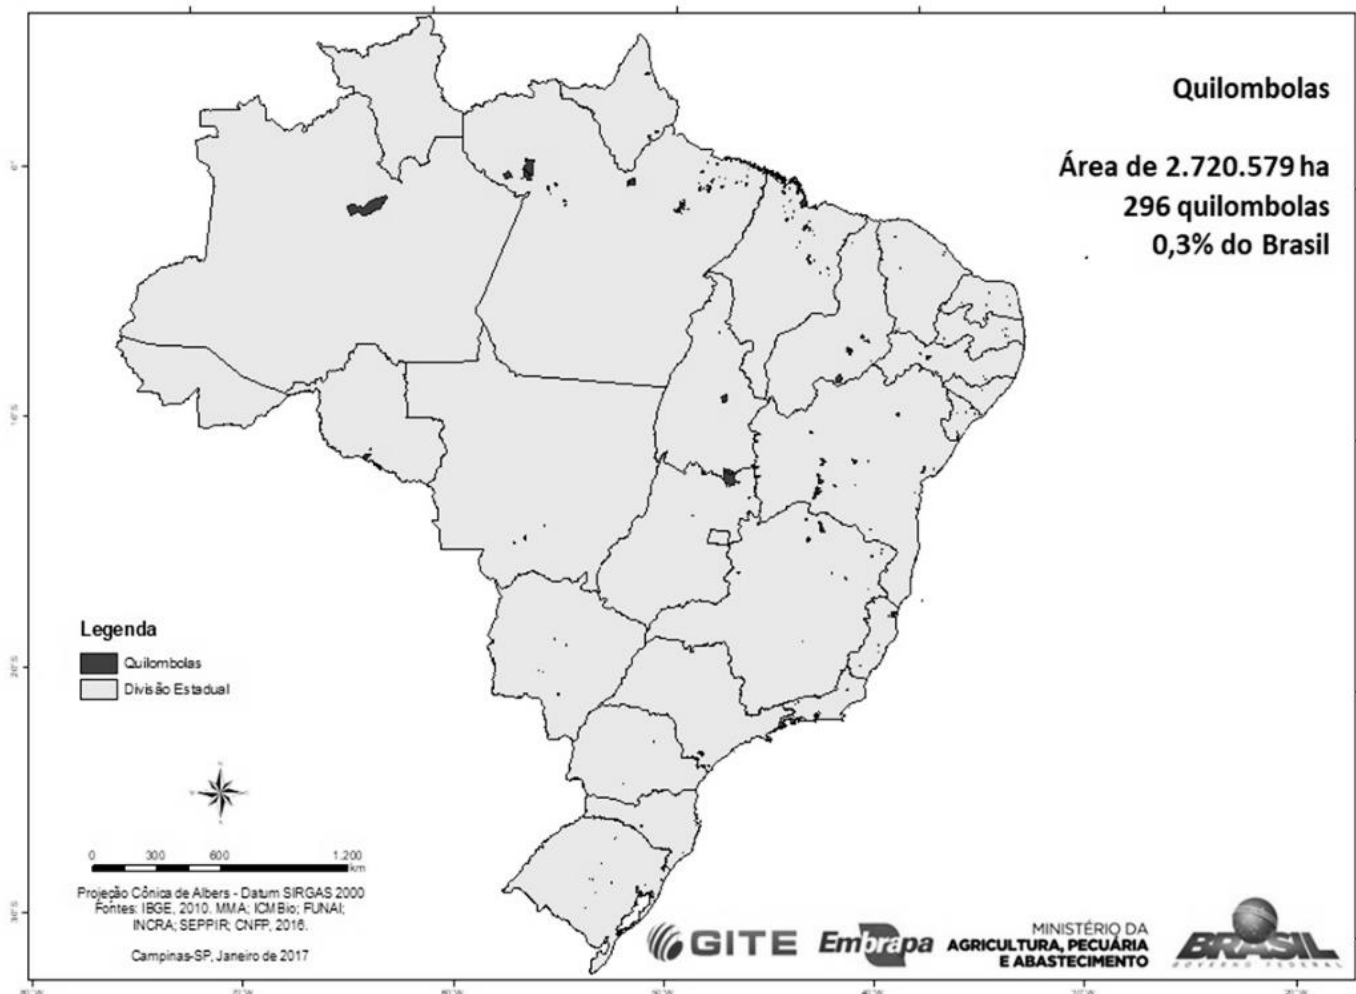 Quilombolas
Área de 2.720.579 ha
296 quilombolas
0,3% do Brasil
Legenda
Quilombolas
Divisão Estadual
0 300 600 1.200
km
Projeção Cônica de Albers - Datum SIRGAS 2000
Fontes: IBGE, 2010. MMA; ICMBio; FUNAI;
INCRA; SEPPIR; CNFP, 2016.
Campinas-SP, Janeiro de 2017
GITE
Embrapa
MINISTÉRIO DA
AGRICULTURA, PECUÁRIA
E ABASTECIMENTO
BRASIL
GOVERNO FEDERAL